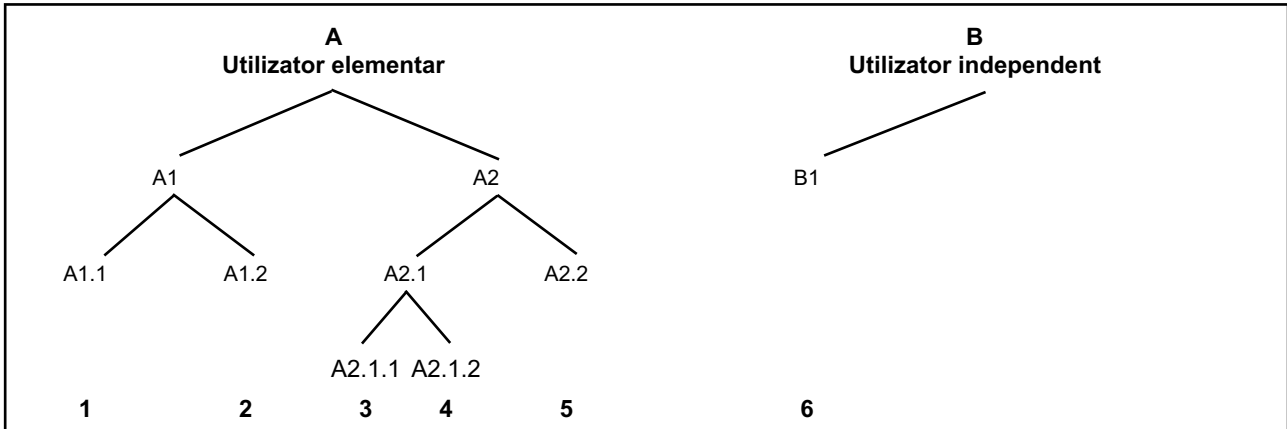 A B
Utilizator elementar Utilizator independent
A1 A2 B1
A1.1 A1.2 A2.1 A2.2
A2.1.1 A2.1.2
1 2 3 4 5 6